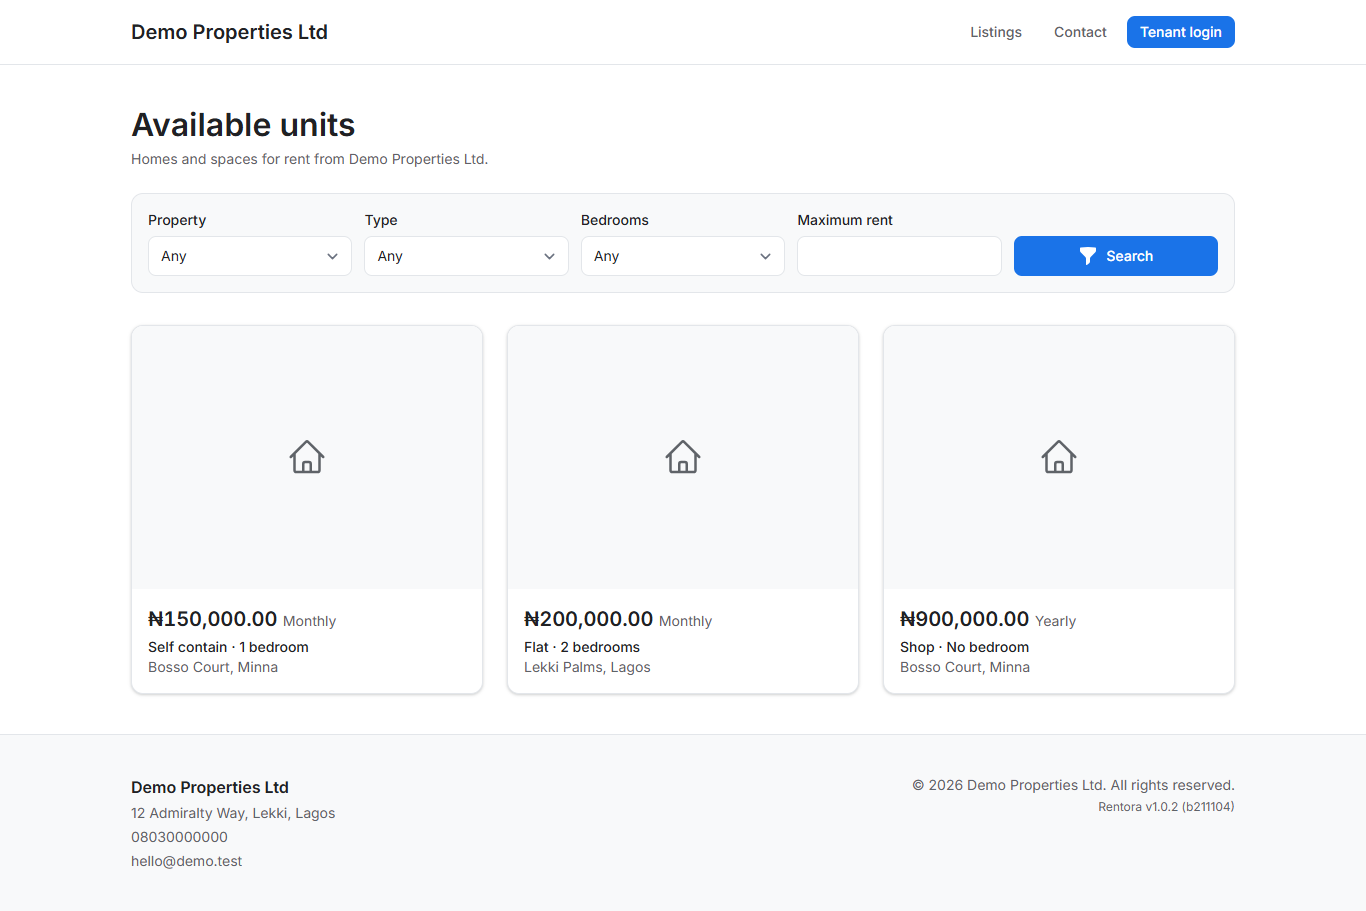 Demo Properties Ltd
Listings
Contact
Tenant login
Available units
Homes and spaces for rent from Demo Properties Ltd.
Property
Type
Bedrooms
Maximum rent
Any
Any
Any
Search
₦150,000.00 Monthly
Self contain · 1 bedroom
Bosso Court, Minna
₦200,000.00 Monthly
Flat · 2 bedrooms
Lekki Palms, Lagos
₦900,000.00 Yearly
Shop · No bedroom
Bosso Court, Minna
Demo Properties Ltd
12 Admiralty Way, Lekki, Lagos
08030000000
hello@demo.test
© 2026 Demo Properties Ltd. All rights reserved.
Rentora v1.0.2 (b211104)